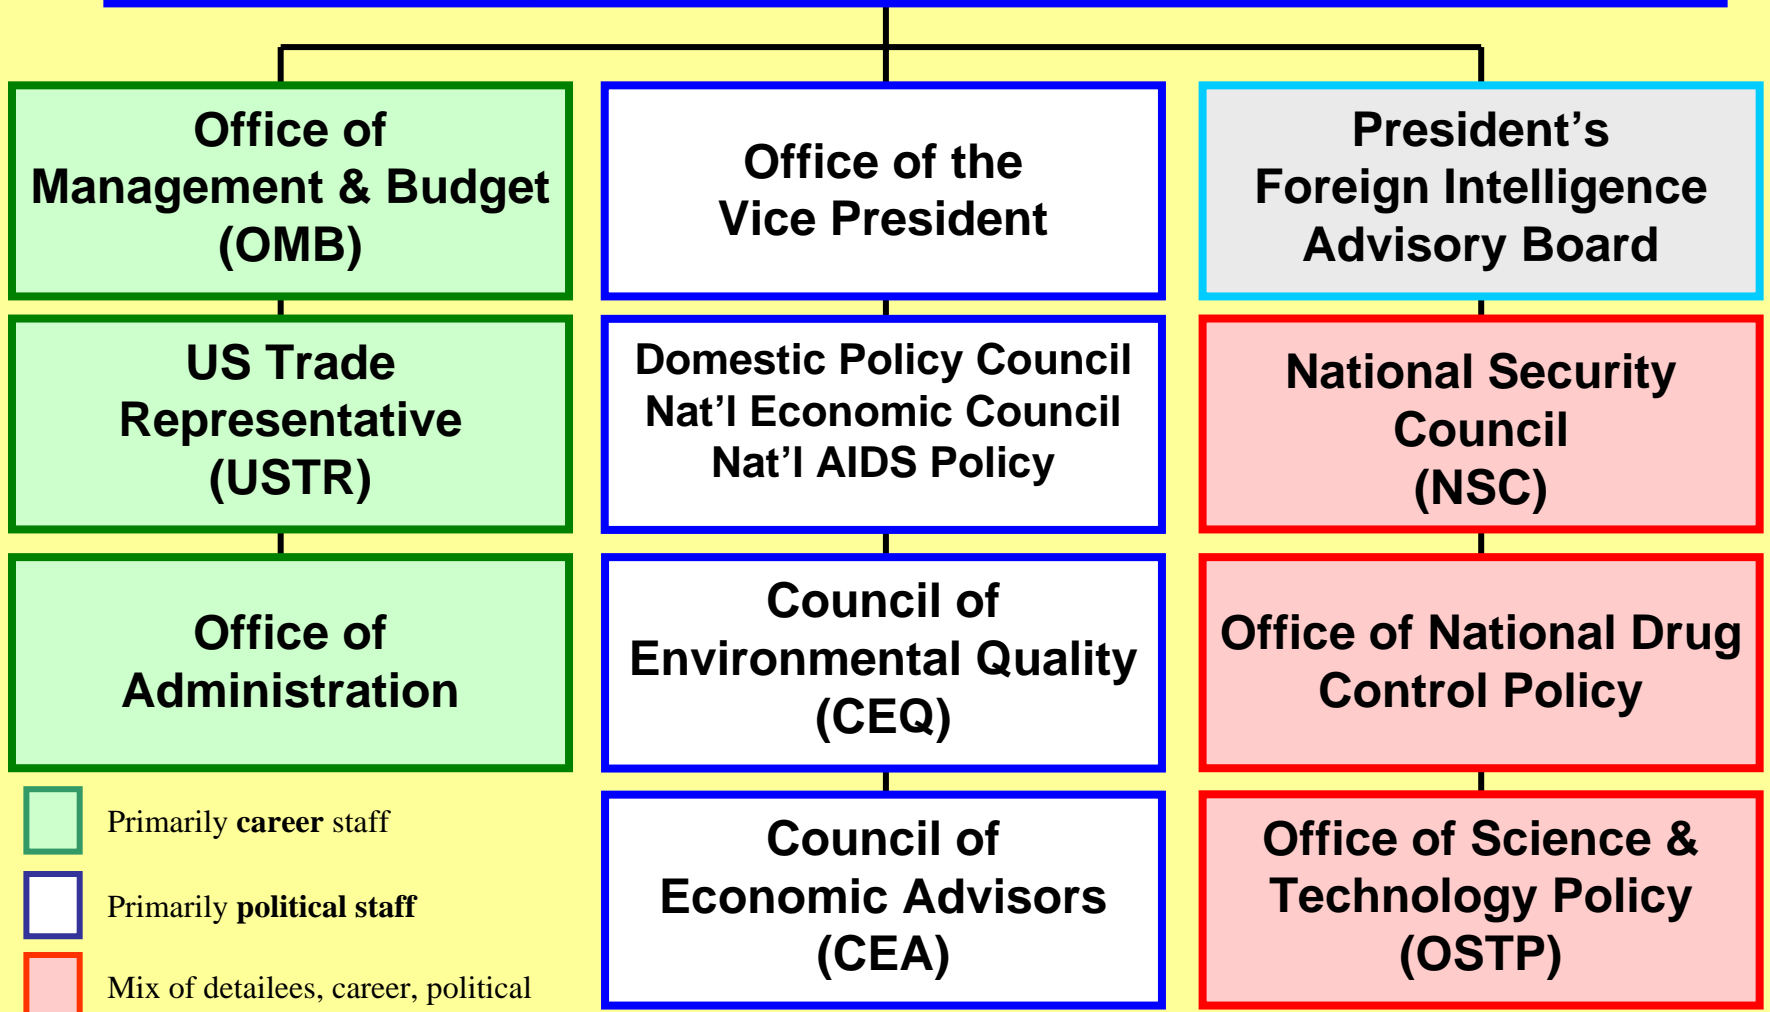 Office of
Management & Budget
(OMB)
Office of the
Vice President
President’s
Foreign Intelligence
Advisory Board
US Trade
Representative
(USTR)
Domestic Policy Council
Nat’l Economic Council
Nat’l AIDS Policy
National Security
Council
(NSC)
Office of
Administration
Council of
Environmental Quality
(CEQ)
Office of National Drug
Control Policy
Council of
Economic Advisors
(CEA)
Office of Science &
Technology Policy
(OSTP)
Primarily career staff
Primarily political staff
Mix of detailees, career, political